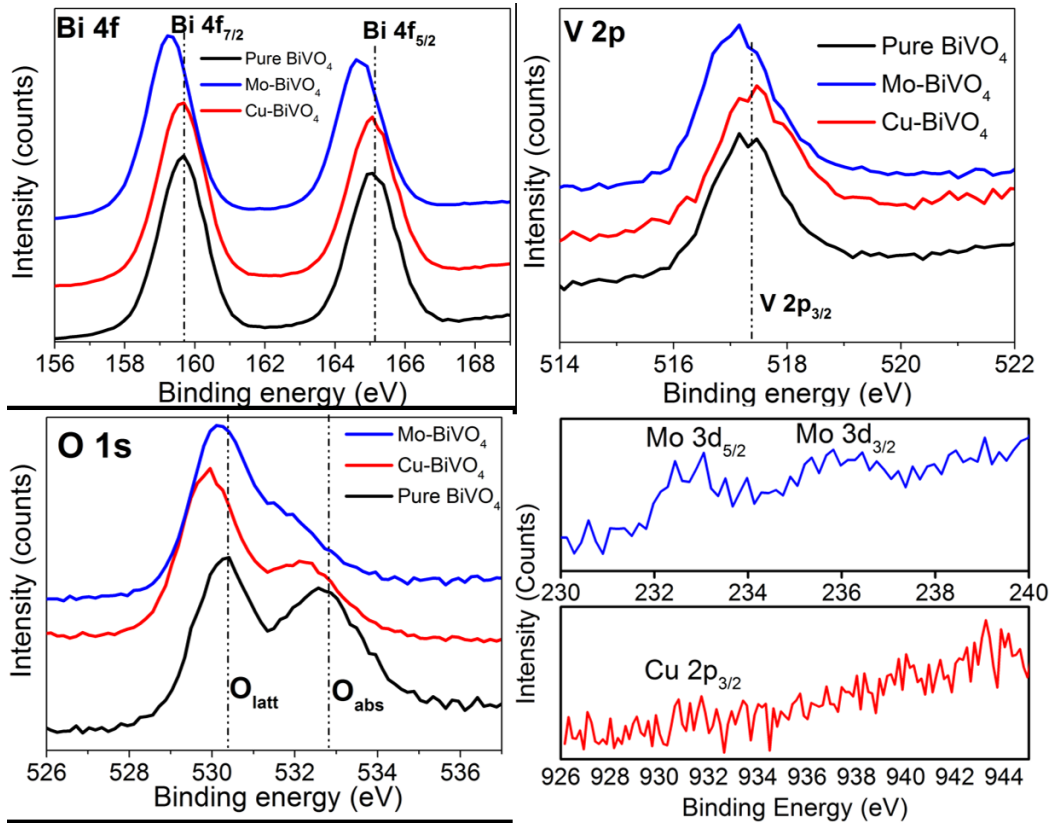 Bi 4f
Bi 4f7/2
Bi 4f5/2
Pure BiVO4
Mo-BiVO4
Cu-BiVO4
Intensity (counts)
156 158 160 162 164 166 168
Binding energy (eV)
V 2p
Pure BiVO4
Mo-BiVO4
Cu-BiVO4
V 2p3/2
Intensity (counts)
514 516 518 520 522
Binding energy (eV)
O 1s
Mo-BiVO4
Cu-BiVO4
Pure BiVO4
Olatt
Oabs
Intensity (counts)
526 528 530 532 534 536
Binding energy (eV)
Mo 3d5/2
Mo 3d3/2
230 232 234 236 238 240
Intensity (Counts)
Cu 2p3/2
926 928 930 932 934 936 938 940 942 944
Binding Energy (eV)